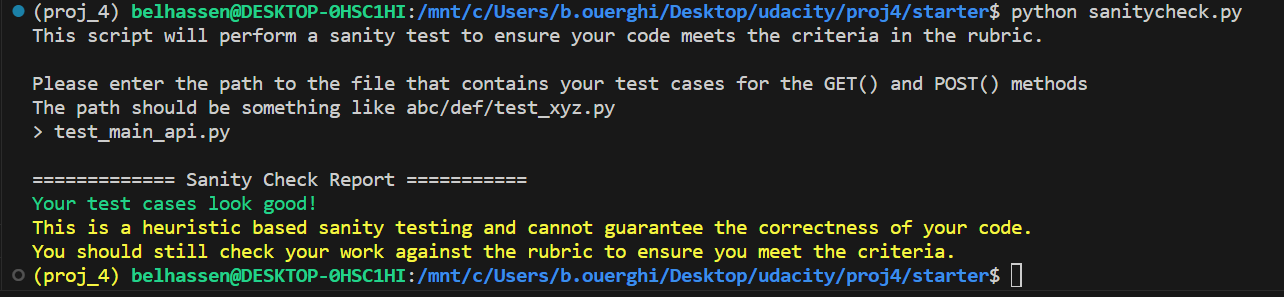 (proj_4) belhassen@DESKTOP-0HSC1HI:/mnt/c/Users/b.ouerghi/Desktop/udacity/proj4/starter$ python sanitycheck.py
This script will perform a sanity test to ensure your code meets the criteria in the rubric.
Please enter the path to the file that contains your test cases for the GET() and POST() methods
The path should be something like abc/def/test_xyz.py
> test_main_api.py
============= Sanity Check Report ===========
Your test cases look good!
This is a heuristic based sanity testing and cannot guarantee the correctness of your code.
You should still check your work against the rubric to ensure you meet the criteria.
(proj_4) belhassen@DESKTOP-0HSC1HI:/mnt/c/Users/b.ouerghi/Desktop/udacity/proj4/starter$